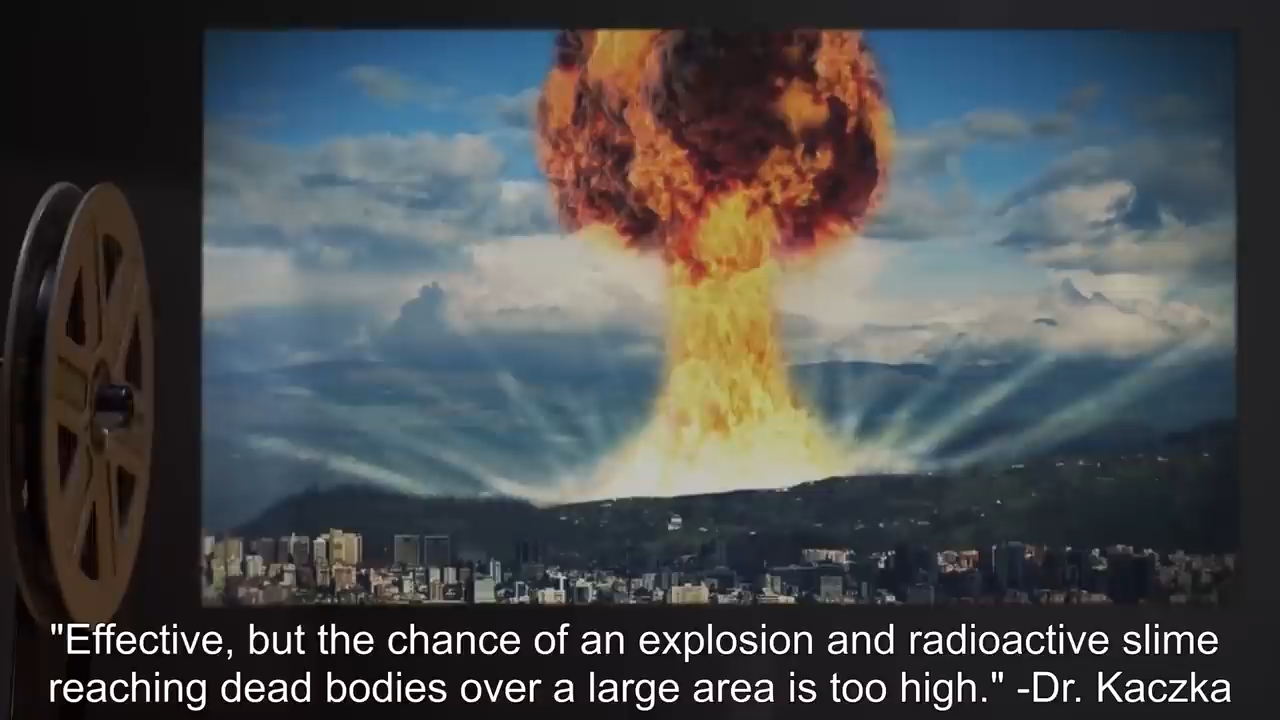 "Effective, but the chance of an explosion and radioactive slime
reaching dead bodies over a large area is too high." -Dr. Kaczka